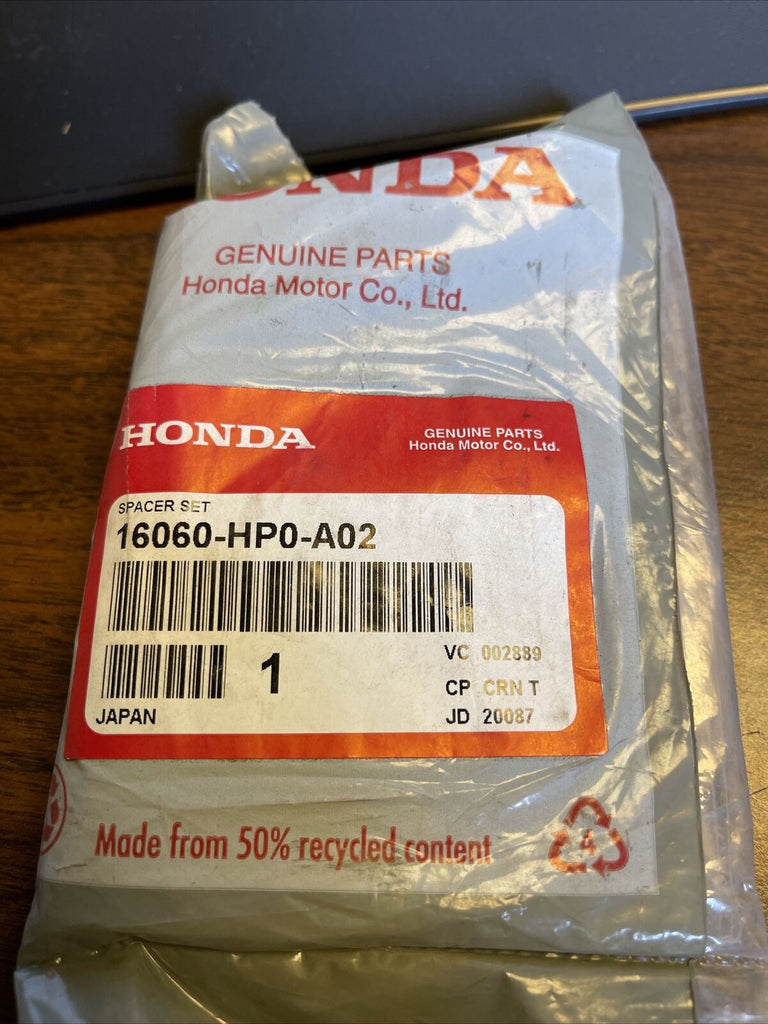 HONDA
GENUINE PARTS
Honda Motor Co., Ltd.
HONDA
GENUINE PARTS
Honda Motor Co., Ltd.
SPACER SET
16060-HP0-A02
1
VC 002889
CP CRN T
JAPAN
JD 20087
Made from 50% recycled content
4